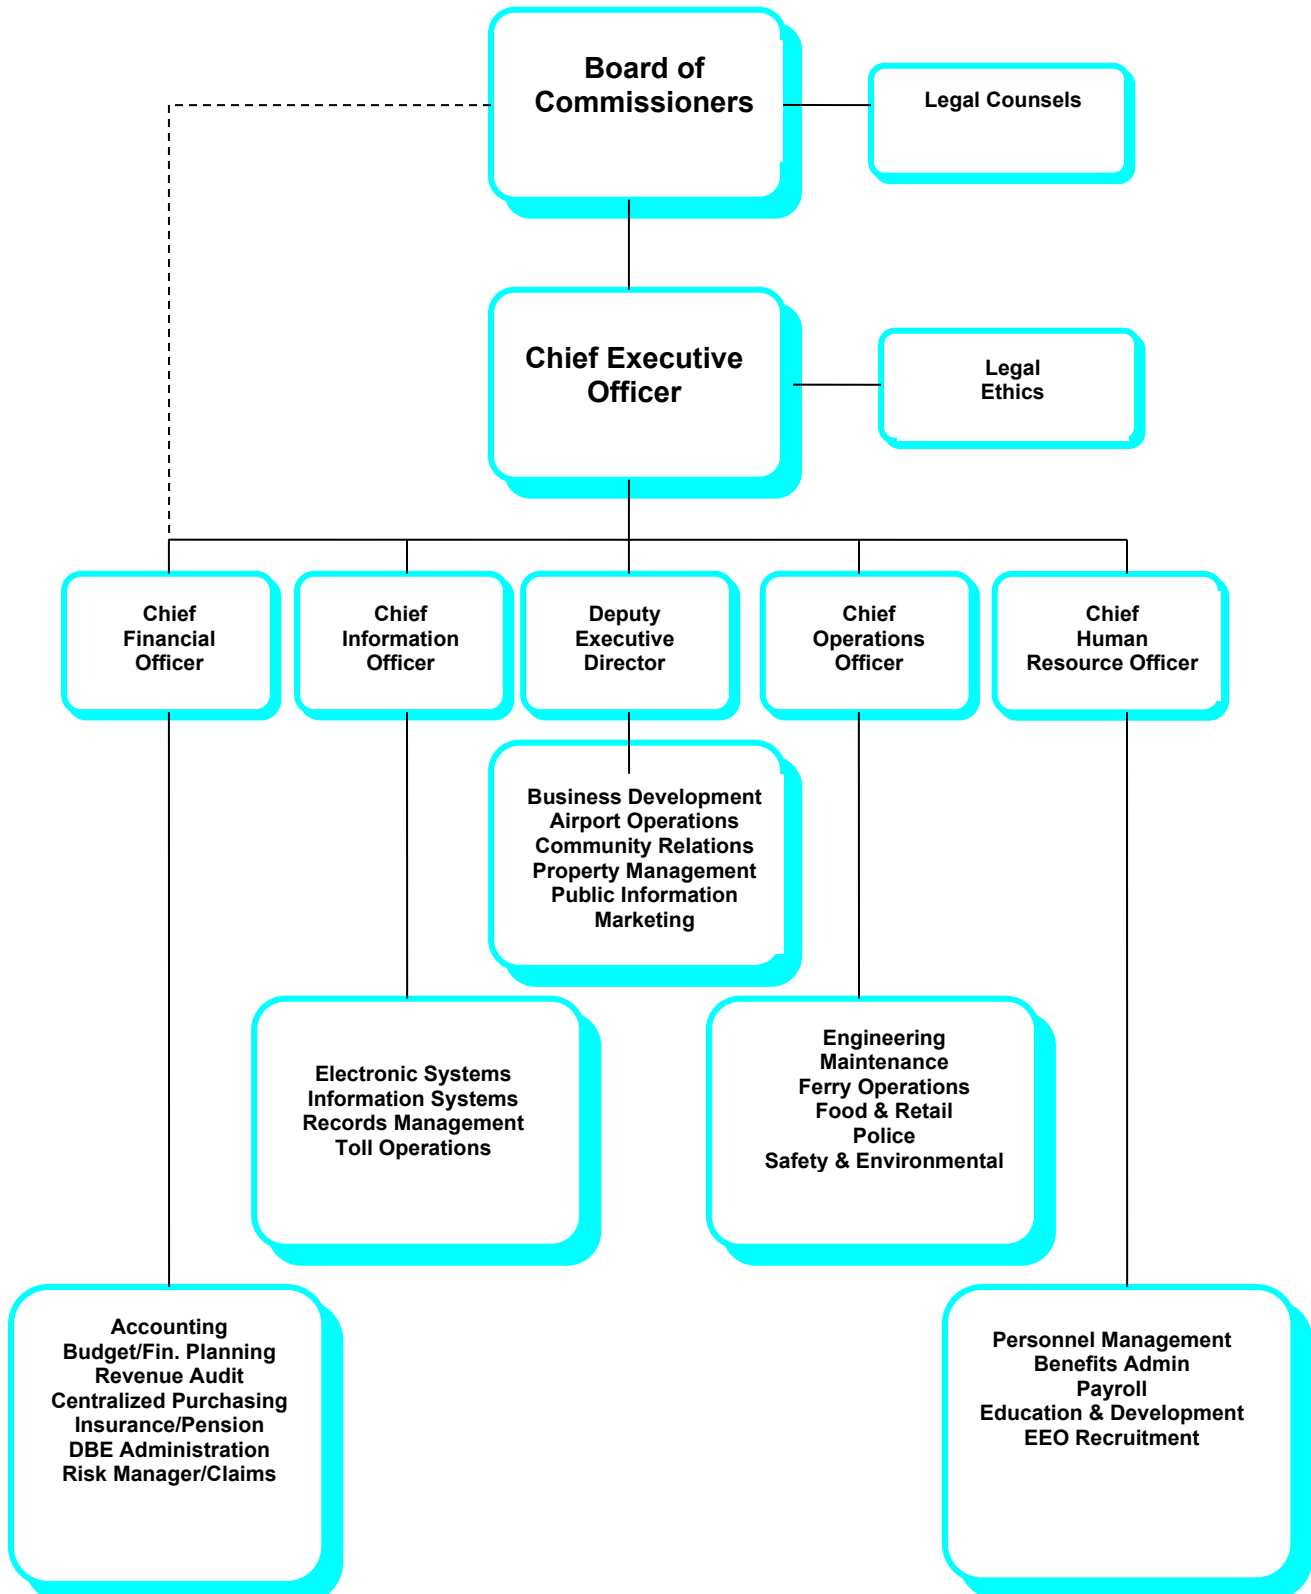 Board of
Commissioners
Legal Counsels
Chief Executive
Officer
Legal
Ethics
Chief
Financial
Officer
Chief
Information
Officer
Deputy
Executive
Director
Chief
Operations
Officer
Chief
Human
Resource Officer
Business Development
Airport Operations
Community Relations
Property Management
Public Information
Marketing
Electronic Systems
Information Systems
Records Management
Toll Operations
Engineering
Maintenance
Ferry Operations
Food & Retail
Police
Safety & Environmental
Accounting
Budget/Fin. Planning
Revenue Audit
Centralized Purchasing
Insurance/Pension
DBE Administration
Risk Manager/Claims
Personnel Management
Benefits Admin
Payroll
Education & Development
EEO Recruitment